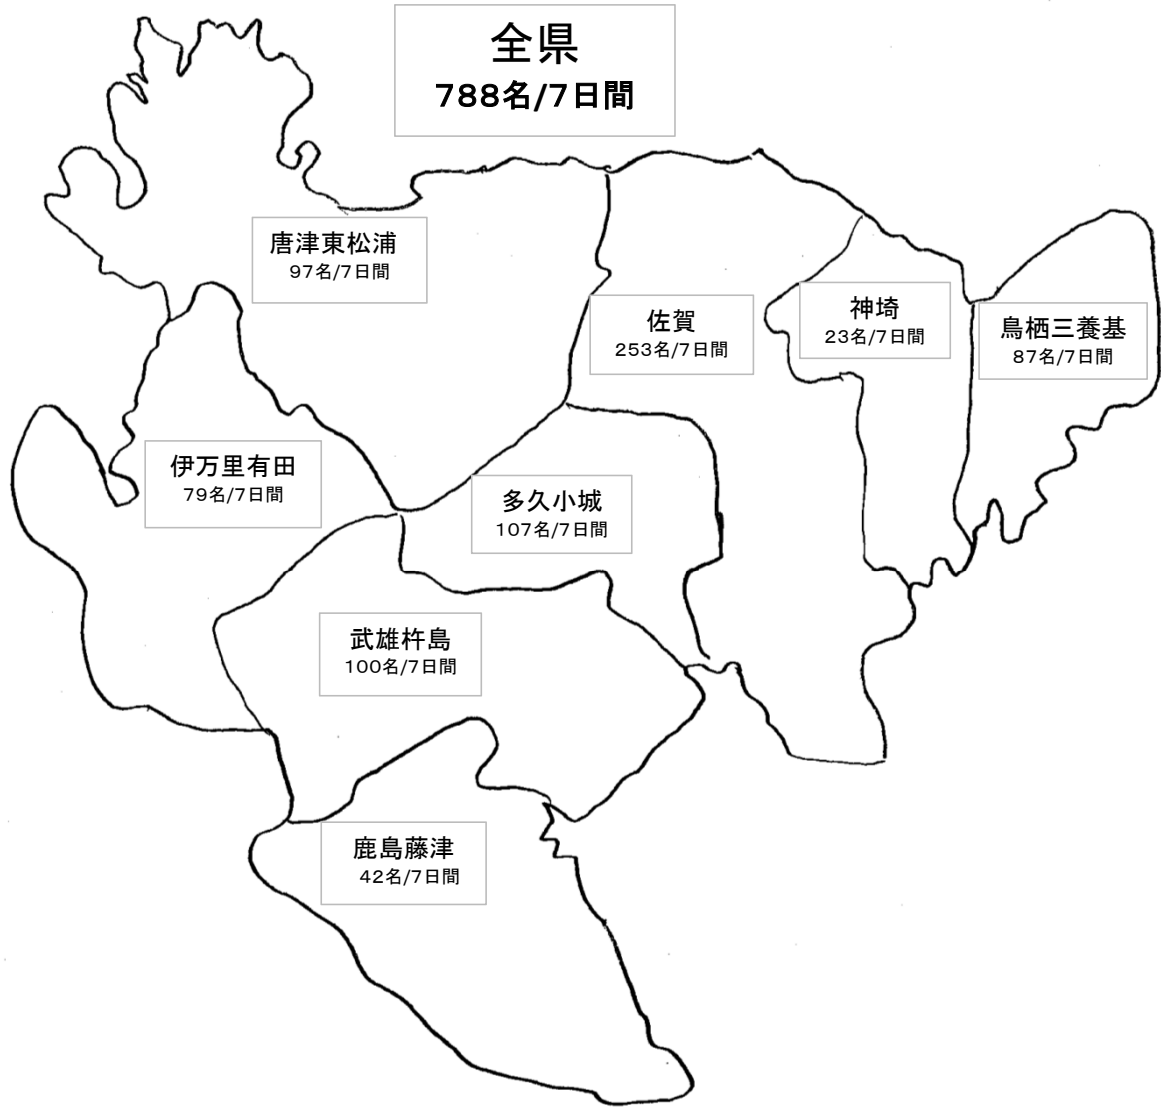 全県
788名/7日間
唐津東松浦
97名/7日間
佐賀
253名/7日間
神埼
23名/7日間
鳥栖三養基
87名/7日間
伊万里有田
79名/7日間
多久小城
107名/7日間
武雄杵島
100名/7日間
鹿島藤津
42名/7日間